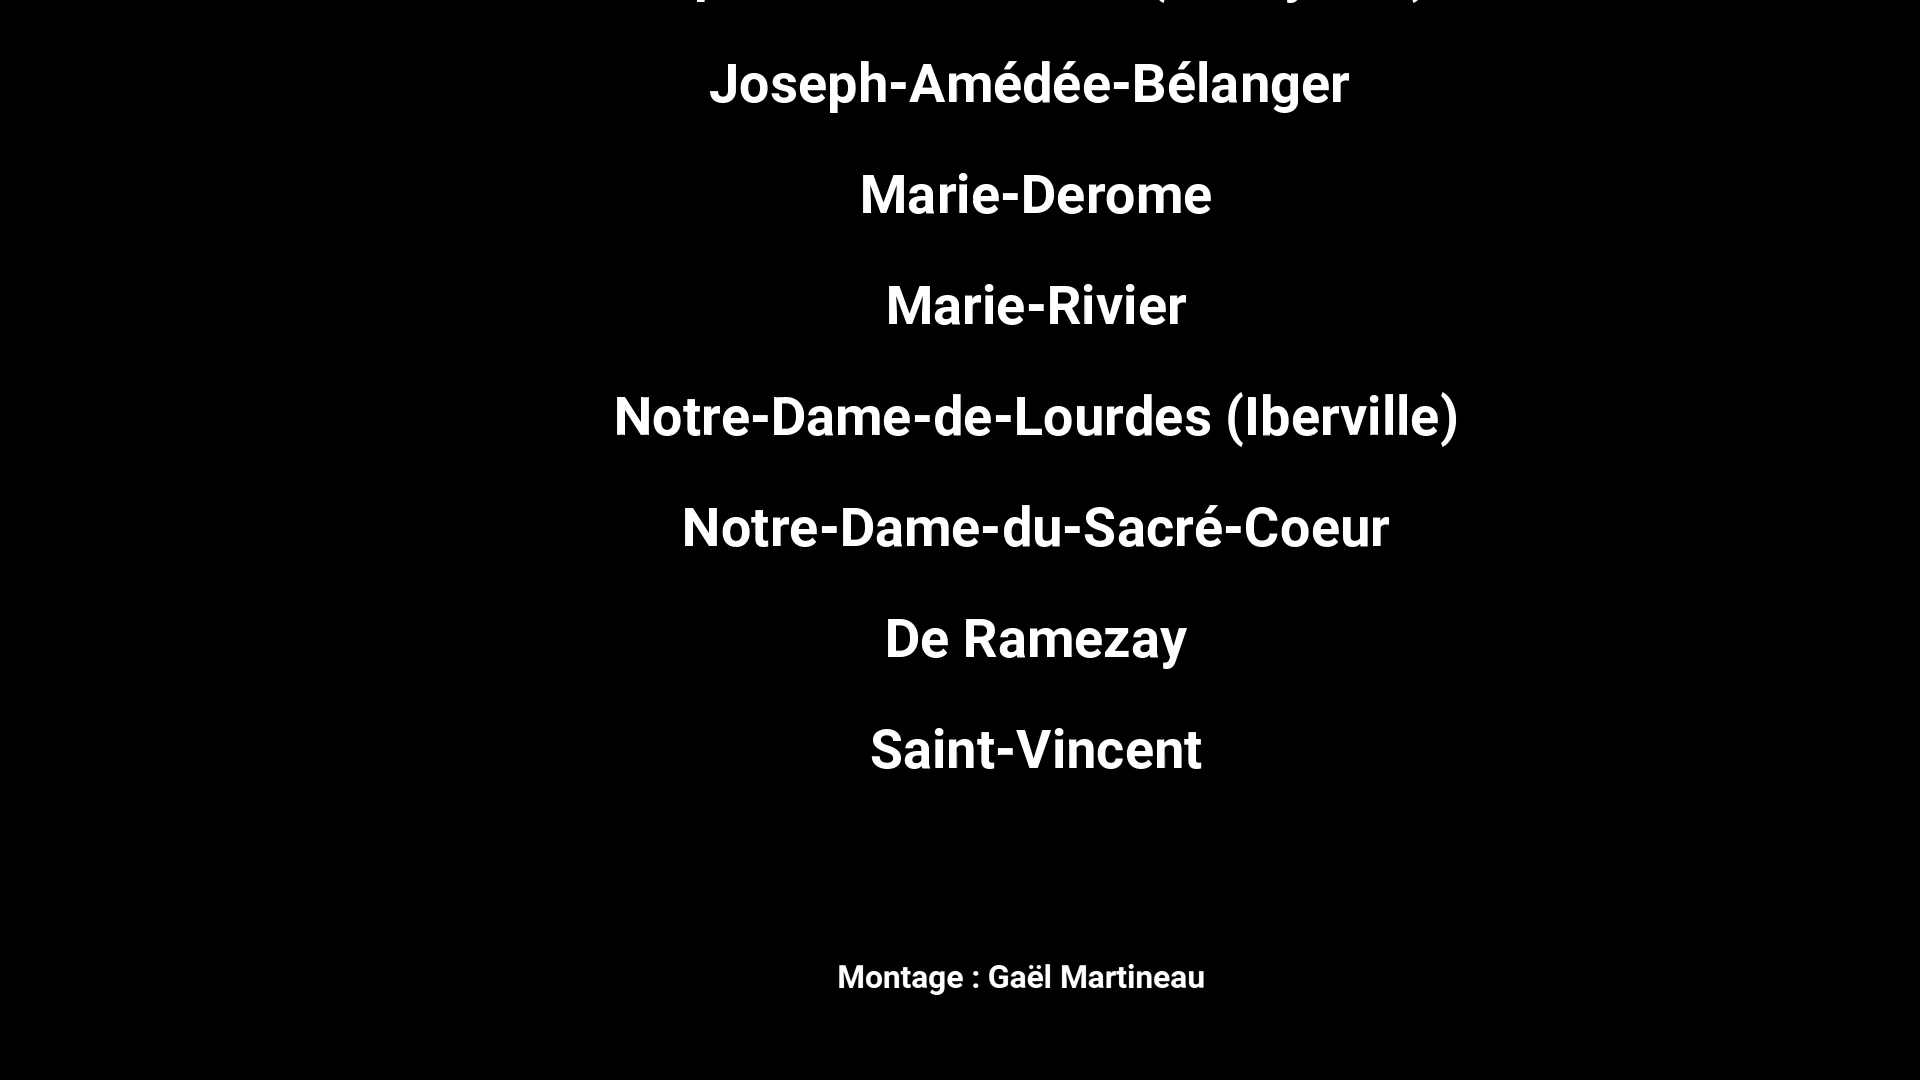 Joseph-Amédée-Bélanger
Marie-Derome
Marie-Rivier
Notre-Dame-de-Lourdes (Iberville)
Notre-Dame-du-Sacré-Coeur
De Ramezay
Saint-Vincent
Montage : Gaël Martineau